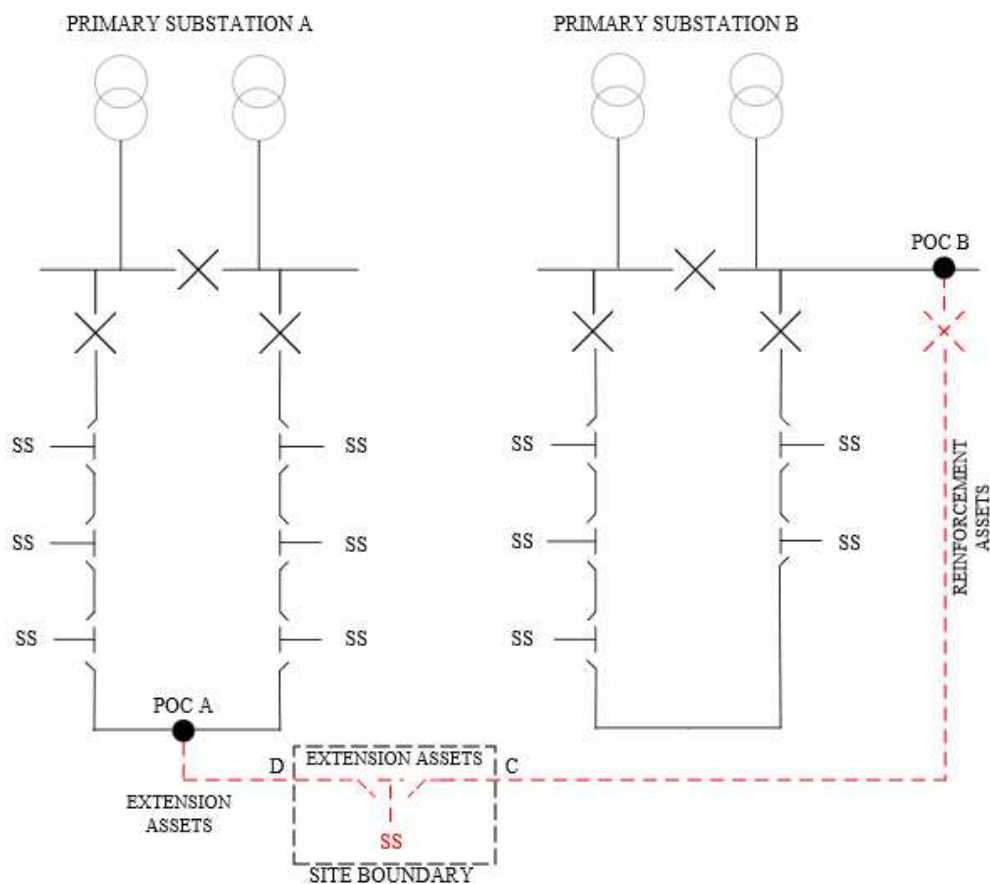 PRIMARY SUBSTATION A
PRIMARY SUBSTATION B
POC B
SS
SS
SS
SS
SS
SS
SS
SS
SS
SS
SS
REINFORCEMENT
ASSETS
POC A
D
EXTENSION ASSETS
C
EXTENSION
ASSETS
SS
SITE BOUNDARY